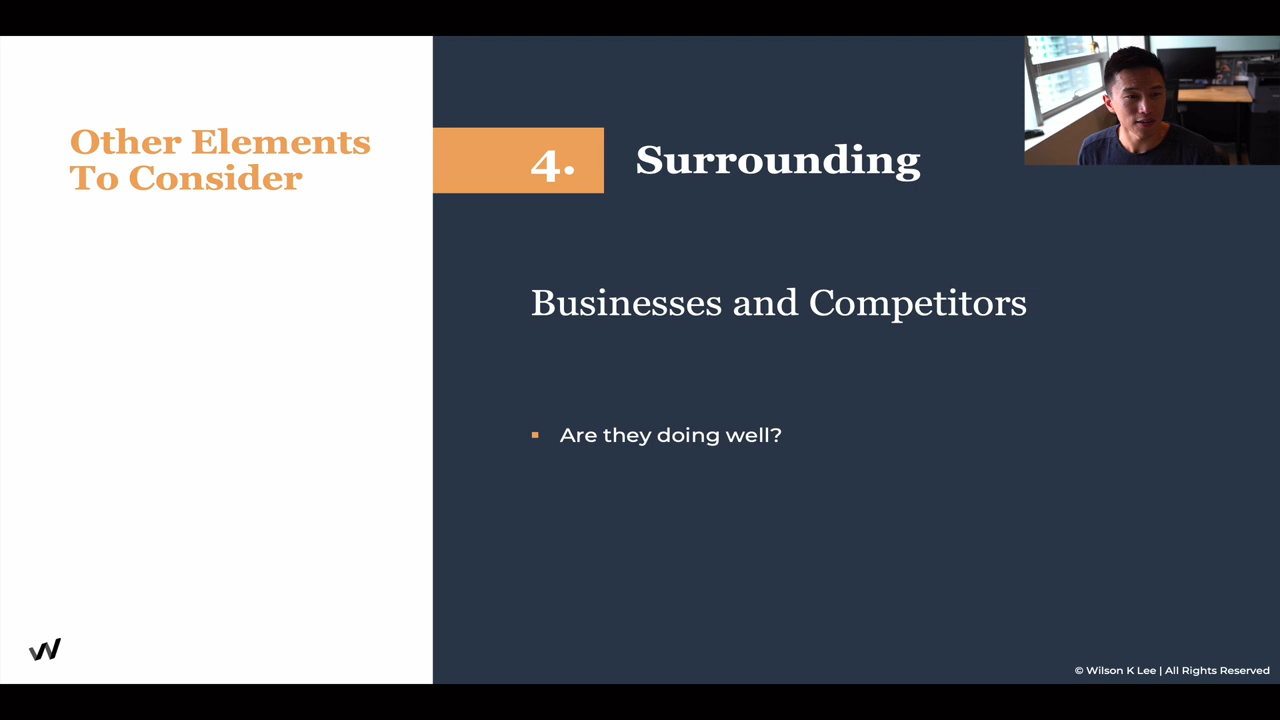 Other Elements
To Consider
4. Surrounding
Businesses and Competitors
Are they doing well?
© Wilson K Lee | All Rights Reserved